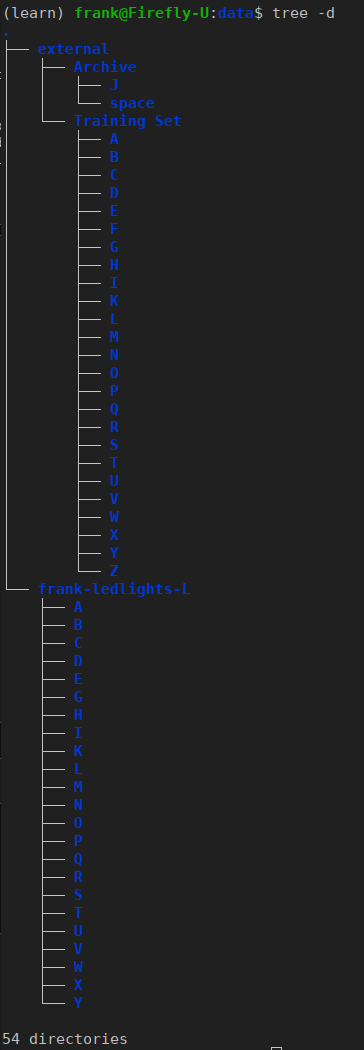 (learn) frank@Firefly-U:data$ tree -d
.
├── external
│   ├── Archive
│   │   ├── J
│   │   └── space
│   └── Training Set
│       ├── A
│       ├── B
│       ├── C
│       ├── D
│       ├── E
│       ├── F
│       ├── G
│       ├── H
│       ├── I
│       ├── K
│       ├── L
│       ├── M
│       ├── N
│       ├── O
│       ├── P
│       ├── Q
│       ├── R
│       ├── S
│       ├── T
│       ├── U
│       ├── V
│       ├── W
│       ├── X
│       ├── Y
│       └── Z
└── frank-ledlights-L
    ├── A
    ├── B
    ├── C
    ├── D
    ├── E
    ├── G
    ├── H
    ├── I
    ├── K
    ├── L
    ├── M
    ├── N
    ├── O
    ├── P
    ├── Q
    ├── R
    ├── S
    ├── T
    ├── U
    ├── V
    ├── W
    ├── X
    └── Y
54 directories